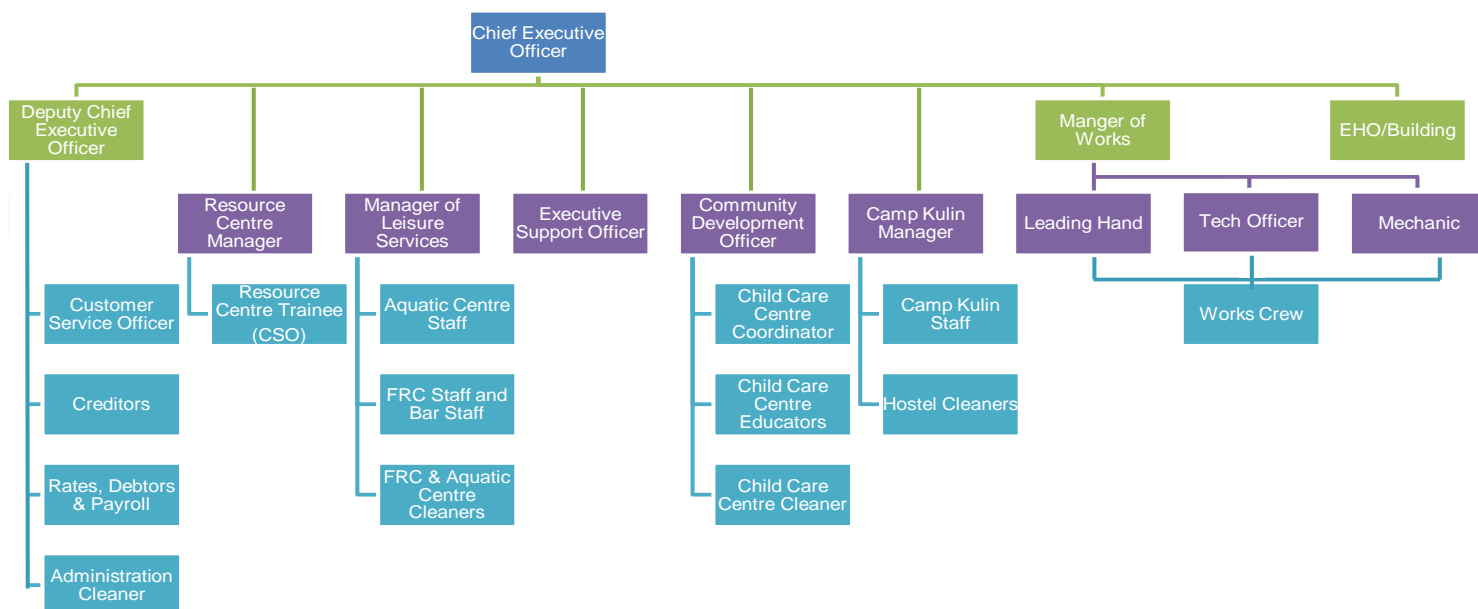 Chief Executive
Officer
Deputy Chief
Executive
Officer
Manger of
Works
EHO/Building
Resource
Centre
Manager
Manager of
Leisure
Services
Executive
Support Officer
Community
Development
Officer
Camp Kulin
Manager
Leading Hand
Tech Officer
Mechanic
Customer
Service Officer
Resource
Centre Trainee
(CSO)
Aquatic Centre
Staff
Child Care
Centre
Coordinator
Camp Kulin
Staff
Works Crew
Creditors
FRC Staff and
Bar Staff
Child Care
Centre
Educators
Hostel Cleaners
Rates, Debtors
& Payroll
FRC & Aquatic
Centre
Cleaners
Child Care
Centre Cleaner
Administration
Cleaner